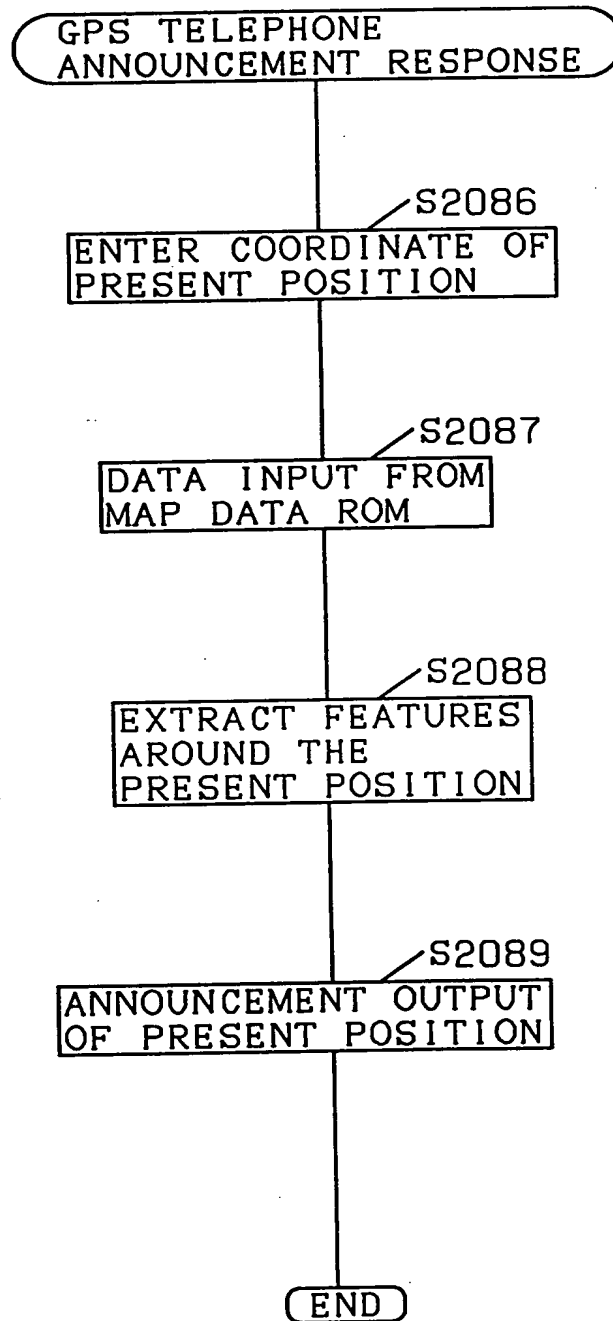 GPS TELEPHONE
ANNOUNCEMENT RESPONSE
S2086
ENTER COORDINATE OF
PRESENT POSITION
S2087
DATA INPUT FROM
MAP DATA ROM
S2088
EXTRACT FEATURES
AROUND THE
PRESENT POSITION
S2089
ANNOUNCEMENT OUTPUT
OF PRESENT POSITION
END